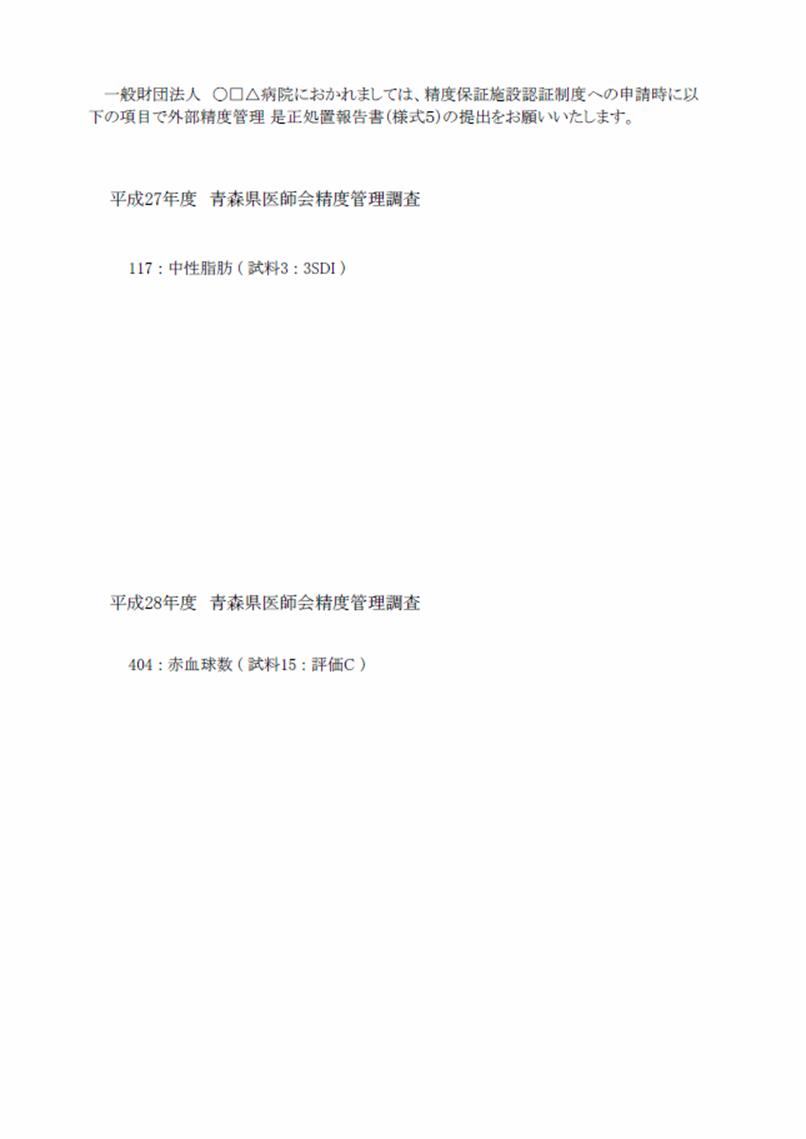 一般財団法人　○□△病院におかれましては、精度保証施設認証制度への申請時に以
下の項目で外部精度管理 是正処置報告書(様式5)の提出をお願いいたします。
平成27年度　青森県医師会精度管理調査
117：中性脂肪 ( 試料3：3SDI )
平成28年度　青森県医師会精度管理調査
404：赤血球数 ( 試料15：評価C )